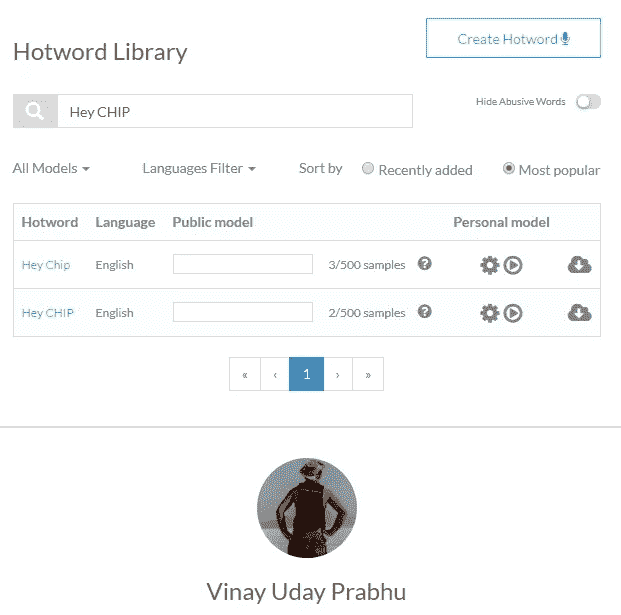 Create Hotword
Hotword Library
Hey CHIP
Hide Abusive Words
All Models Languages Filter Sort by Recently added Most popular
Hotword Language Public model Personal model
Hey Chip English 3/500 samples ?
Hey CHIP English 2/500 samples ?
« ‹ 1 › »
Vinay Uday Prabhu